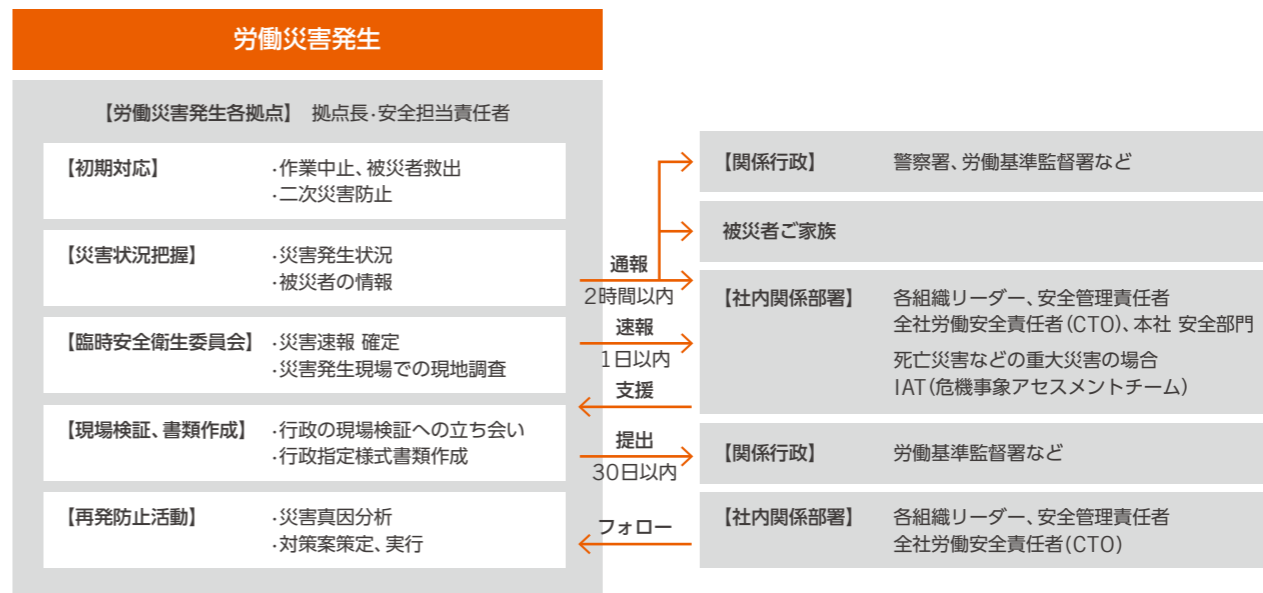 労働災害発生
【労働災害発生各拠点】 拠点長・安全担当責任者
【初期対応】 ・作業中止、被災者救出
・二次災害防止
【災害状況把握】 ・災害発生状況
・被災者の情報
【臨時安全衛生委員会】 ・災害速報 確定
・災害発生現場での現地調査
【現場検証、書類作成】 ・行政の現場検証への立ち会い
・行政指定様式書類作成
【再発防止活動】 ・災害真因分析
・対策案策定、実行
通報
2時間以内
速報
1日以内
支援
提出
30日以内
フォロー
【関係行政】 警察署、労働基準監督署など
被災者ご家族
【社内関係部署】 各組織リーダー、安全管理責任者
全社労働安全責任者(CTO)、本社 安全部門
死亡災害などの重大災害の場合
IAT(危機事象アセスメントチーム)
【関係行政】 労働基準監督署など
【社内関係部署】 各組織リーダー、安全管理責任者
全社労働安全責任者(CTO)